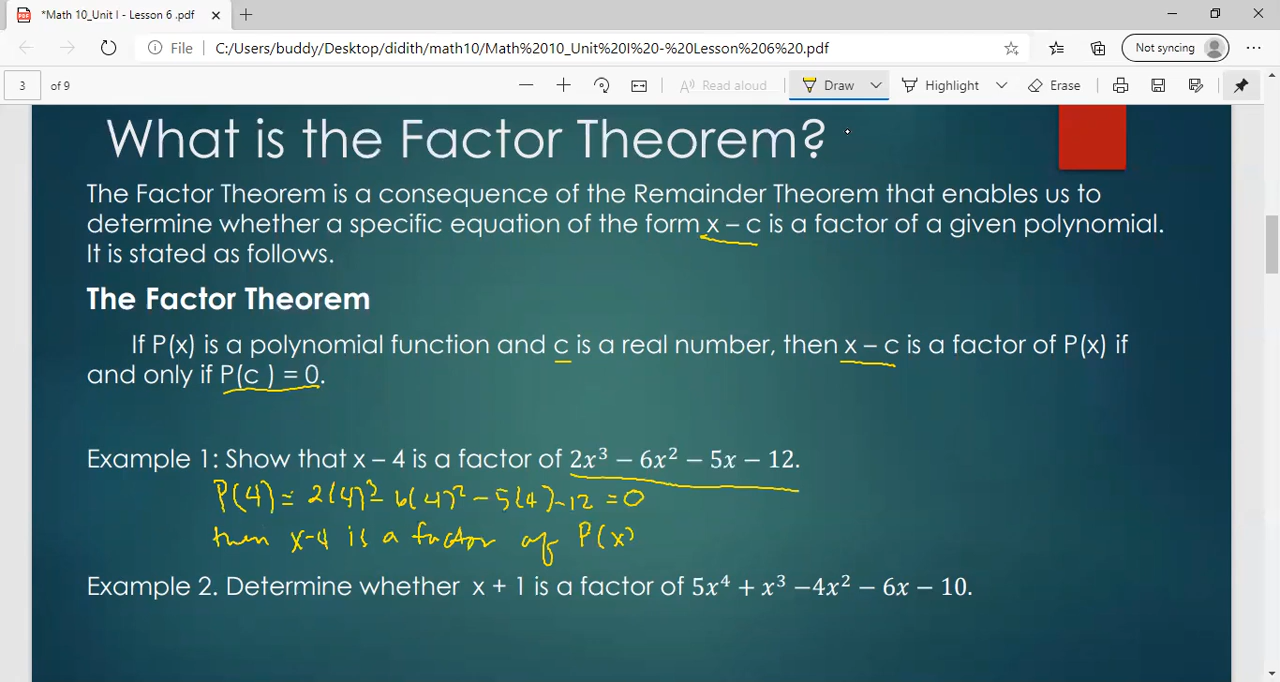 *Math 10_Unit I - Lesson 6 .pdf
File C:/Users/buddy/Desktop/didith/math10/Math%2010_Unit%20I%20-%20Lesson%206%20.pdf Not syncing
3 of 9 Read aloud Draw Highlight Erase
What is the Factor Theorem?
The Factor Theorem is a consequence of the Remainder Theorem that enables us to
determine whether a specific equation of the form x – c is a factor of a given polynomial.
It is stated as follows.
The Factor Theorem
If P(x) is a polynomial function and c is a real number, then x – c is a factor of P(x) if
and only if P(c ) = 0.
Example 1: Show that x – 4 is a factor of 2x³ − 6x² − 5x − 12.
P(4) = 2(4)³ - 6(4)² - 5(4) - 12 = 0
then x-4 is a factor of P(x)
Example 2. Determine whether x + 1 is a factor of 5x⁴ + x³ −4x² − 6x − 10.